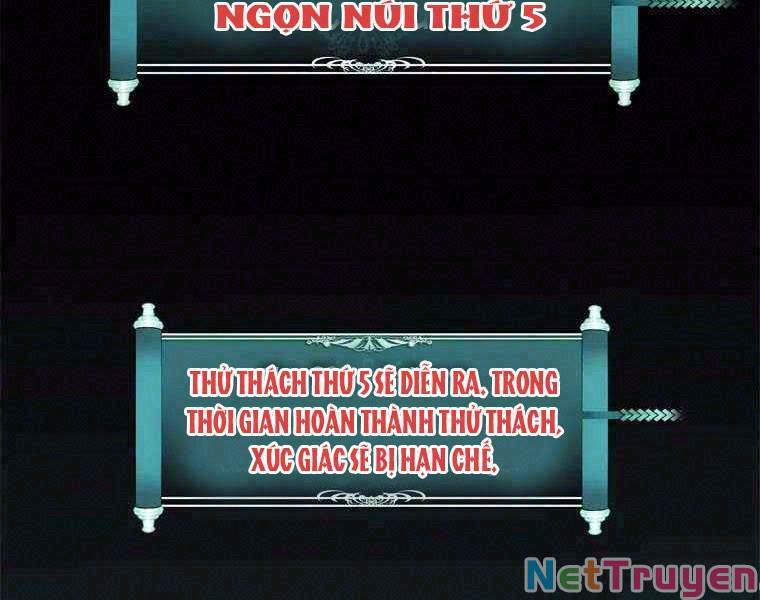 NGỌN NÚI THỨ 5
THỬ THÁCH THỨ 5 SẼ DIỄN RA. TRONG
THỜI GIAN HOÀN THÀNH THỬ THÁCH,
XÚC GIÁC SẼ BỊ HẠN CHẾ.
NetTruyen